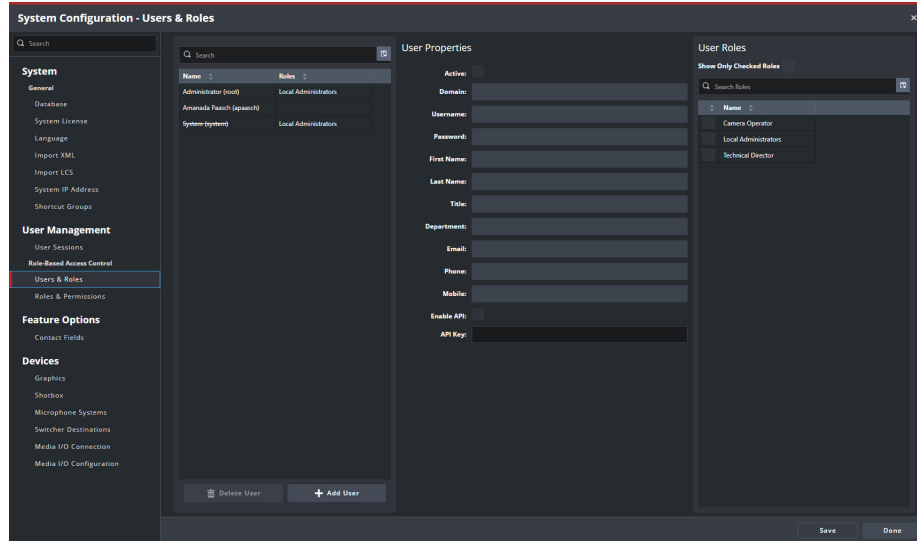 System Configuration - Users & Roles
×
Search
System
General
Database
System License
Language
Import XML
Import LCS
System IP Address
Shortcut Groups
User Management
User Sessions
Role-Based Access Control
Users & Roles
Roles & Permissions
Feature Options
Contact Fields
Devices
Graphics
Shotbox
Microphone Systems
Switcher Destinations
Media I/O Connection
Media I/O Configuration
Search
Name Roles
Administrator (root) Local Administrators
Amanada Paasch (apaasch)
System (system) Local Administrators
Delete User
+ Add User
User Properties
Active:
Domain:
Username:
Password:
First Name:
Last Name:
Title:
Department:
Email:
Phone:
Mobile:
Enable API:
API Key:
User Roles
Show Only Checked Roles
Search Roles
Name
Camera Operator
Local Administrators
Technical Director
Save
Done